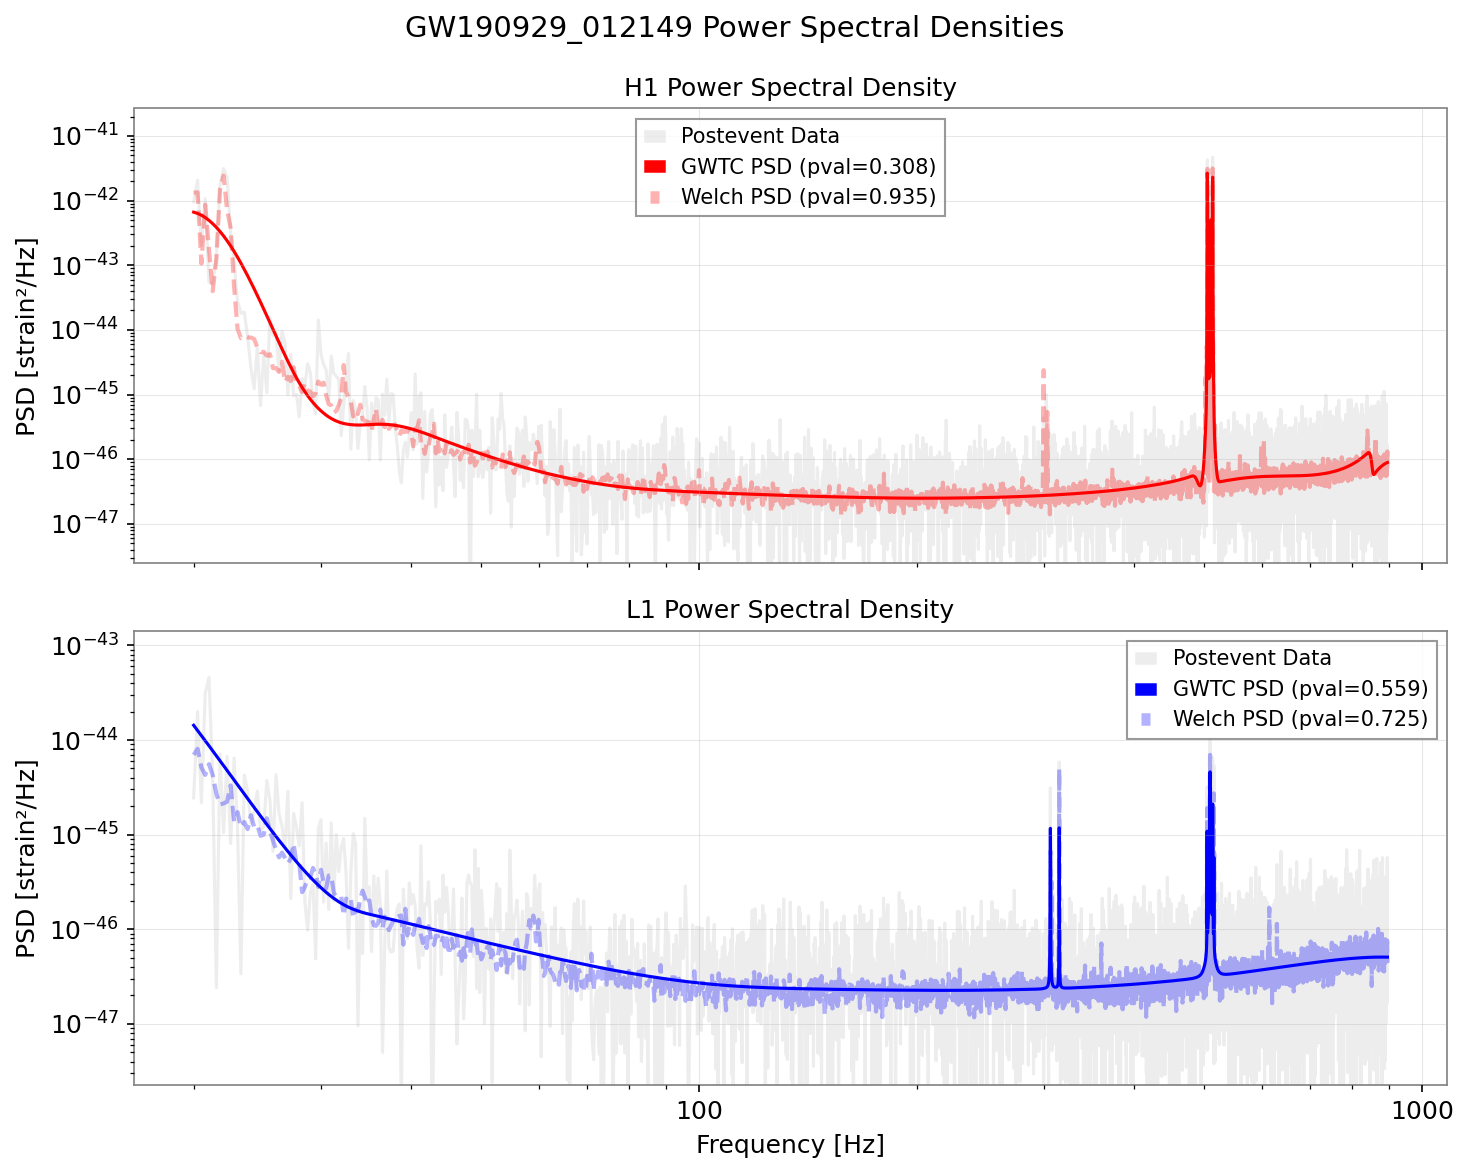 GW190929_012149 Power Spectral Densities
H1 Power Spectral Density
PSD [strain²/Hz]
10⁻⁴¹
10⁻⁴²
10⁻⁴³
10⁻⁴⁴
10⁻⁴⁵
10⁻⁴⁶
10⁻⁴⁷
Postevent Data
GWTC PSD (pval=0.308)
Welch PSD (pval=0.935)
L1 Power Spectral Density
PSD [strain²/Hz]
10⁻⁴³
10⁻⁴⁴
10⁻⁴⁵
10⁻⁴⁶
10⁻⁴⁷
Postevent Data
GWTC PSD (pval=0.559)
Welch PSD (pval=0.725)
100 1000
Frequency [Hz]